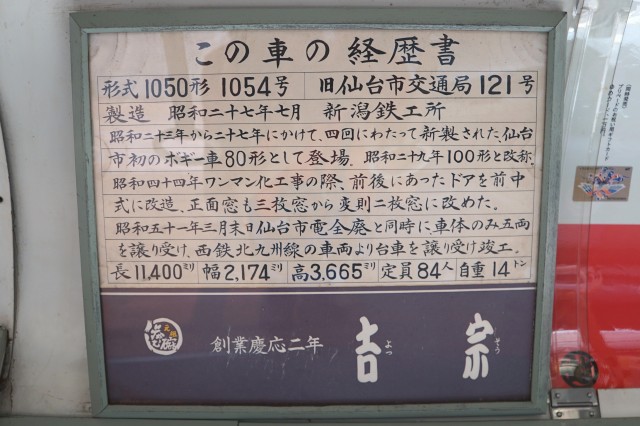 この車の経歴書
形式1050形 1054号 旧仙台市交通局 121号
製造 昭和二十七年七月 新潟鉄工所
昭和二十三年から二十七年にかけて、四回にわたって新製された、仙台
市初のボギー車80形として登場。昭和二十九年100形と改称。
昭和四十四年ワンマン化工事の際、前後にあったドアを前中
式に改造、正面窓も三枚窓から変則二枚窓に改めた。
昭和五十一年三月末日仙台市電全廃と同時に、車体のみ五両
を譲り受け、西鉄北九州線の車両より台車を譲り受け竣工。
長11,400ミリ 幅2,174ミリ 高3,665ミリ 定員84人 自重14トン
創業慶応二年 吉宗
よつ そう